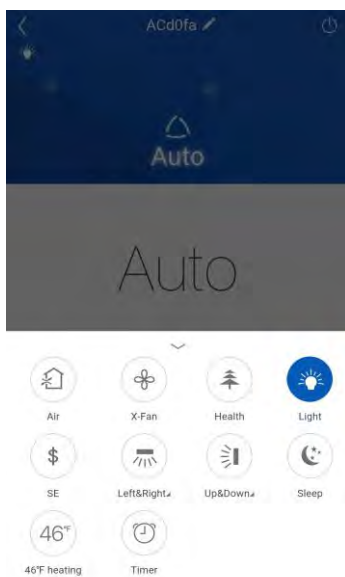 ACd0fa
Auto
Auto
Air X-Fan Health Light
$
SE Left&Right Up&Down Sleep
46°F
46°F heating Timer